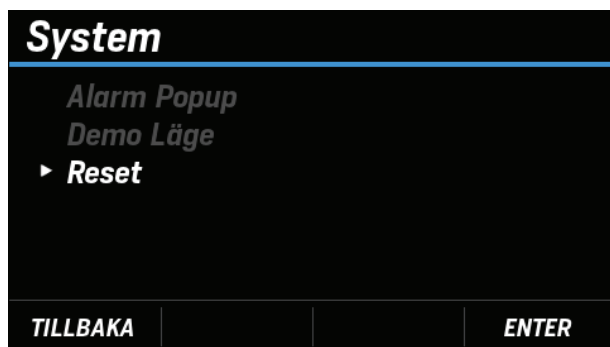 System
Alarm Popup
Demo Läge
Reset
TILLBAKA ENTER